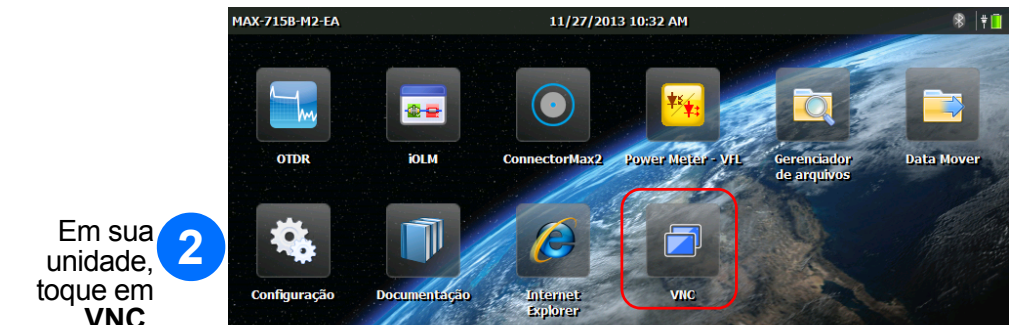 MAX-715B-M2-EA 11/27/2013 10:32 AM
OTDR iOLM ConnectorMax2 Power Meter - VFL Gerenciador de arquivos Data Mover
Em sua
unidade,
toque em
VNC
2
Configuração Documentação Internet Explorer VNC